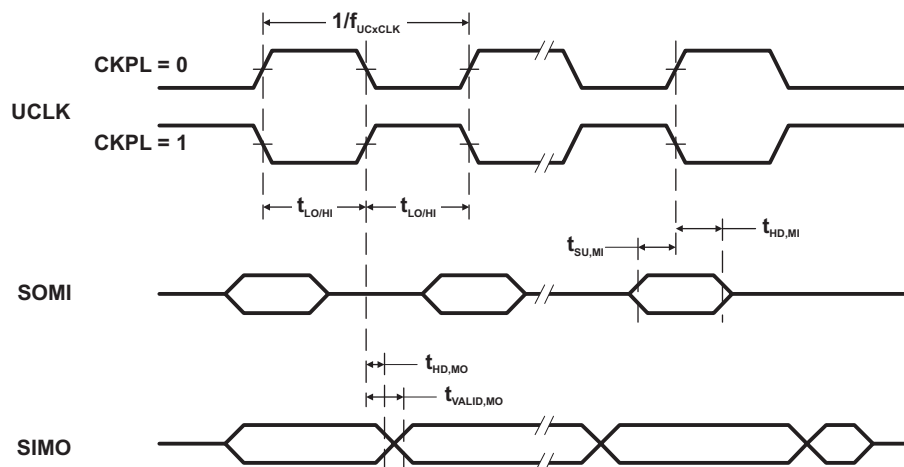 1/fUCxCLK
CKPL = 0
UCLK
CKPL = 1
tLO/HI
tLO/HI
tSU,MI
tHD,MI
SOMI
tHD,MO
tVALID,MO
SIMO